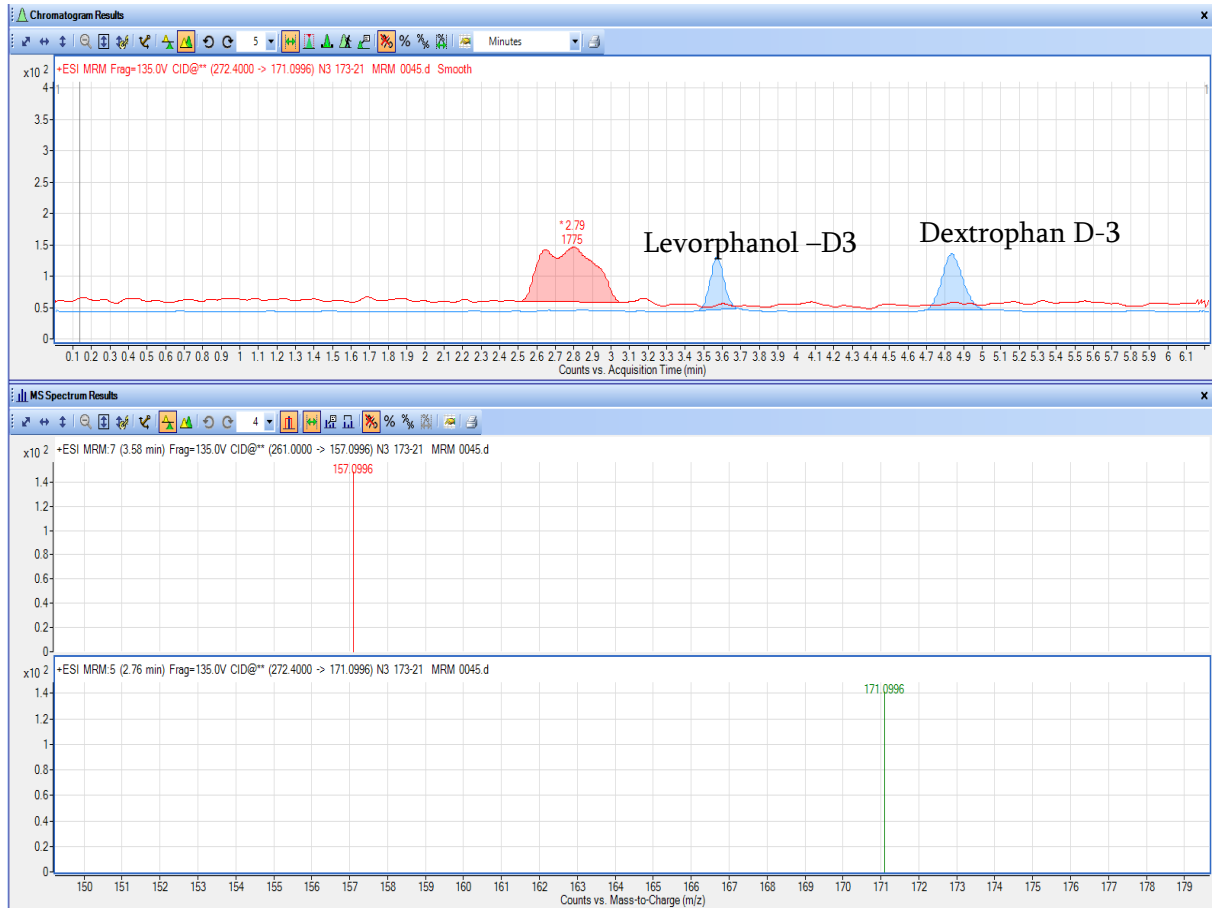 Chromatogram Results
x
5
% %
Minutes
x10 2
+ESI MRM Frag=135.0V CID@** (272.4000 -> 171.0996) N3 173-21 MRM 0045.d Smooth
1
1
4
3.5
3
2.5
2
1.5
1
0.5
0
* 2.79
1775
Levorphanol –D3
Dextrophan D-3
0.1 0.2 0.3 0.4 0.5 0.6 0.7 0.8 0.9 1 1.1 1.2 1.3 1.4 1.5 1.6 1.7 1.8 1.9 2 2.1 2.2 2.3 2.4 2.5 2.6 2.7 2.8 2.9 3 3.1 3.2 3.3 3.4 3.5 3.6 3.7 3.8 3.9 4 4.1 4.2 4.3 4.4 4.5 4.6 4.7 4.8 4.9 5 5.1 5.2 5.3 5.4 5.5 5.6 5.7 5.8 5.9 6 6.1
Counts vs. Acquisition Time (min)
MS Spectrum Results
x
4
% %
x10 2
+ESI MRM:7 (3.58 min) Frag=135.0V CID@** (261.0000 -> 157.0996) N3 173-21 MRM 0045.d
157.0996
1.4
1.2
1
0.8
0.6
0.4
0.2
0
x10 2
+ESI MRM:5 (2.76 min) Frag=135.0V CID@** (272.4000 -> 171.0996) N3 173-21 MRM 0045.d
171.0996
1.4
1.2
1
0.8
0.6
0.4
0.2
0
150 151 152 153 154 155 156 157 158 159 160 161 162 163 164 165 166 167 168 169 170 171 172 173 174 175 176 177 178 179
Counts vs. Mass-to-Charge (m/z)